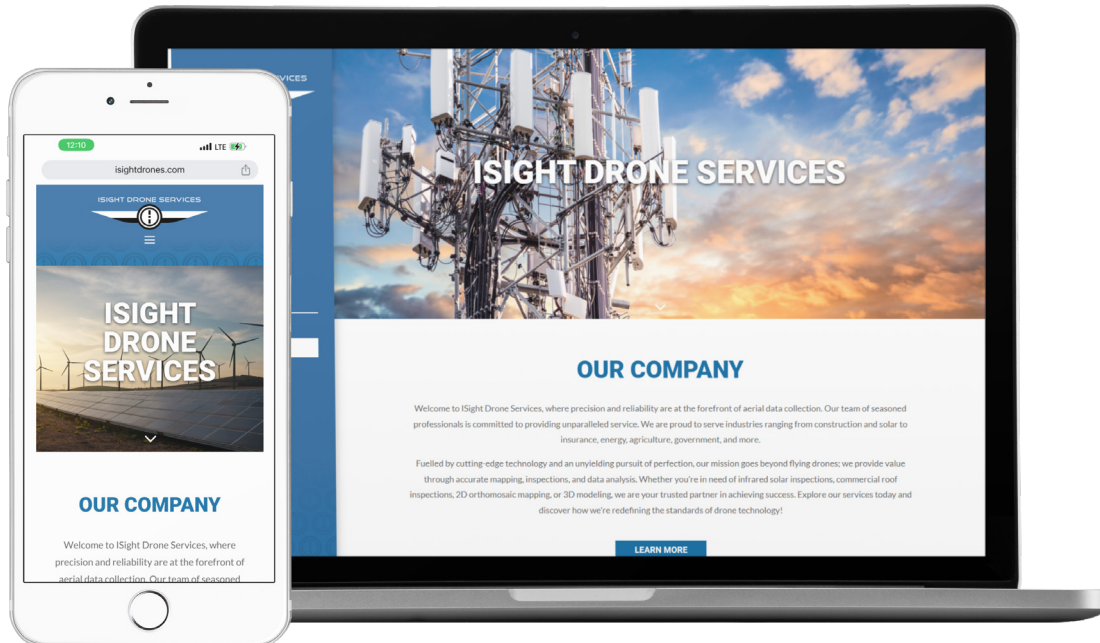 12:10
LTE
isightdrones.com
ISIGHT DRONE SERVICES
ISIGHT
DRONE
SERVICES
OUR COMPANY
Welcome to ISight Drone Services, where
precision and reliability are at the forefront of
aerial data collection. Our team of seasoned
VICES
ISIGHT DRONE SERVICES
OUR COMPANY
Welcome to ISight Drone Services, where precision and reliability are at the forefront of aerial data collection. Our team of seasoned
professionals is committed to providing unparalleled service. We are proud to serve industries ranging from construction and solar to
insurance, energy, agriculture, government, and more.
Fuelled by cutting-edge technology and an unyielding pursuit of perfection, our mission goes beyond flying drones; we provide value
through accurate mapping, inspections, and data analysis. Whether you're in need of infrared solar inspections, commercial roof
inspections, 2D orthomosaic mapping, or 3D modeling, we are your trusted partner in achieving success. Explore our services today and
discover how we're redefining the standards of drone technology!
LEARN MORE